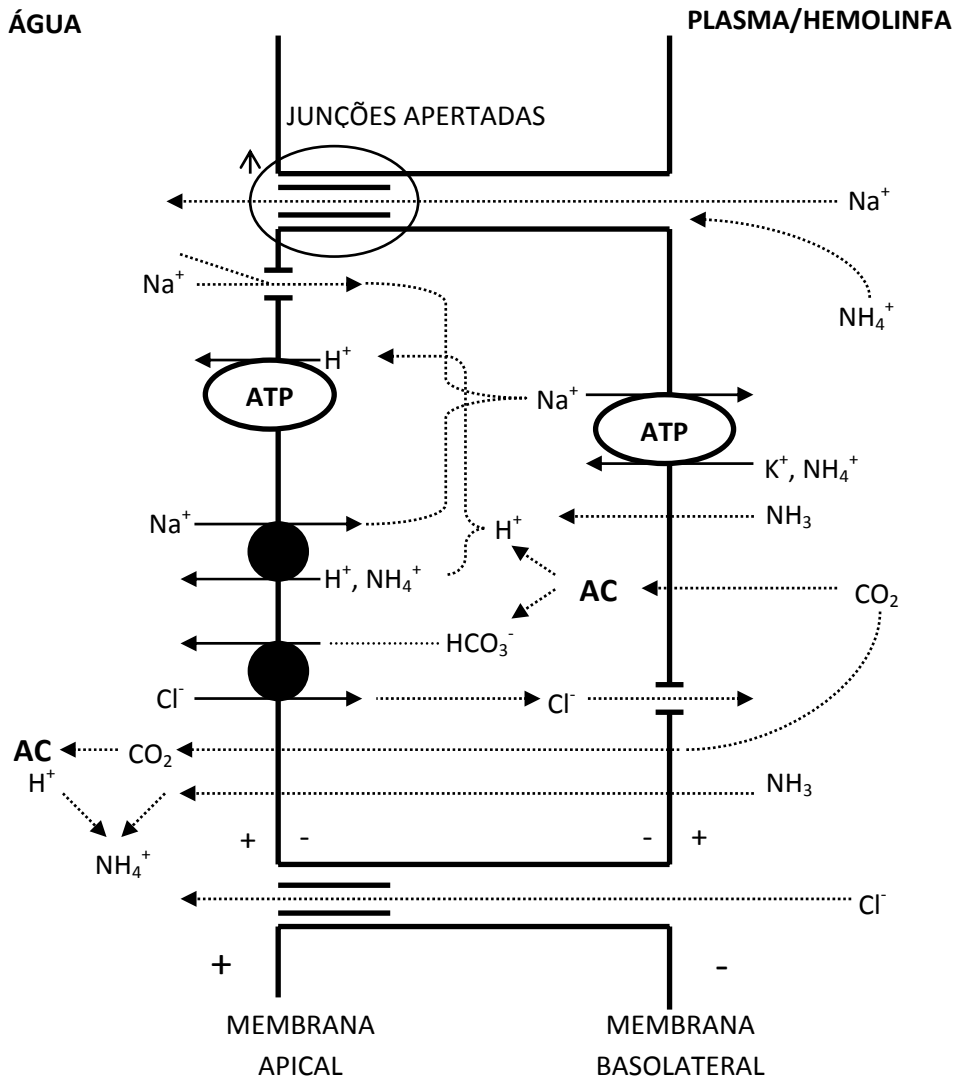 ÁGUA
PLASMA/HEMOLINFA
JUNÇÕES APERTADAS
Na⁺
Na⁺
NH₄⁺
H⁺
ATP
Na⁺
ATP
K⁺, NH₄⁺
Na⁺
H⁺
NH₃
H⁺, NH₄⁺
AC
CO₂
HCO₃⁻
Cl⁻
Cl⁻
AC
CO₂
H⁺
NH₃
+ -
- +
NH₄⁺
Cl⁻
+
-
MEMBRANA
APICAL
MEMBRANA
BASOLATERAL